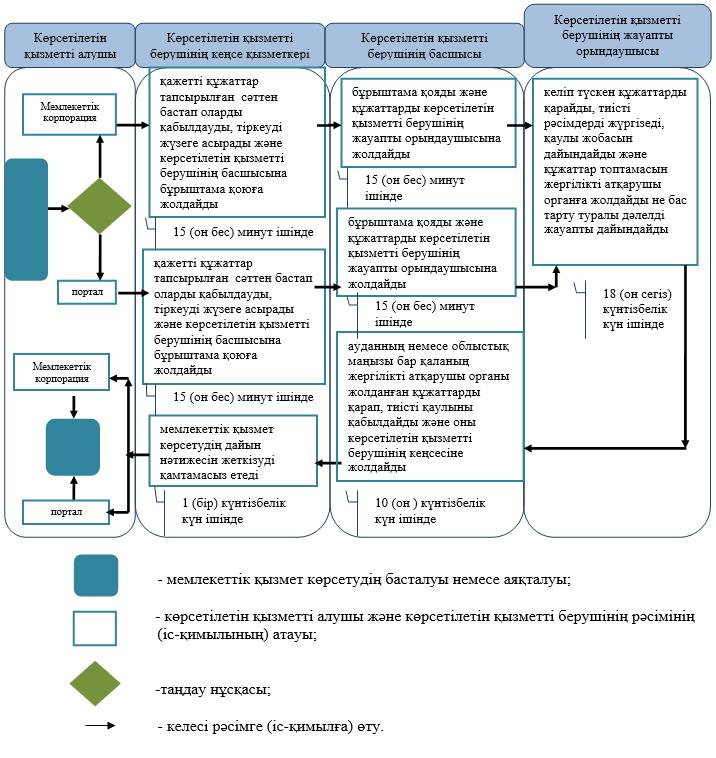 Көрсетілетін
қызметті алушы
Көрсетілетін қызметті
берушінің кеңсе қызметкері
Көрсетілетін қызметті
берушінің басшысы
Көрсетілетін қызметті
берушінің жауапты
орындаушысы
Мемлекеттік
корпорация
портал
қажетті құжаттар
тапсырылған сәттен
бастап оларды
қабылдауды, тіркеуді
жүзеге асырады және
көрсетілетін қызметті
берушінің басшысына
бұрыштама қоюға
жолдайды
15 (он бес) минут ішінде
қажетті құжаттар
тапсырылған сәттен бастап
оларды қабылдауды,
тіркеуді жүзеге асырады
және көрсетілетін қызметті
берушінің басшысына
бұрыштама қоюға
жолдайды
15 (он бес) минут ішінде
бұрыштама қояды және
құжаттарды көрсетілетін
қызметті берушінің
жауапты орындаушысына
жолдайды
15 (он бес) минут
ішінде
бұрыштама қояды және
құжаттарды көрсетілетін
қызметті берушінің
жауапты орындаушысына
жолдайды
15 (он бес) минут
ішінде
келіп түскен құжаттарды
қарайды, тиісті
рәсімдерді жүргізеді,
қаулы жобасын
дайындайды және
құжаттар топтамасын
жергілікті атқарушы
органға жолдайды не бас
тарту туралы дәлелді
жауапты дайындайды
18 (он сегіз)
күнтізбелік
күн ішінде
ауданның немесе облыстық
маңызы бар қаланың
жергілікті атқарушы органы
жолданған құжаттарды
қарап, тиісті қаулыны
қабылдайды және оны
көрсетілетін қызметті
берушінің кеңсесіне
жолдайды
10 (он ) күнтізбелік
күн ішінде
мемлекеттік қызмет
көрсетудің дайын
нәтижесін жеткізуді
қамтамасыз етеді
1 (бір) күнтізбелік
күн ішінде
Мемлекеттік
корпорация
портал
- мемлекеттік қызмет көрсетудің басталуы немесе аяқталуы;
- көрсетілетін қызметті алушы және көрсетілетін қызметті берушінің рәсімінің
(іс-қимылының) атауы;
-таңдау нұсқасы;
- келесі рәсімге (іс-қимылға) өту.